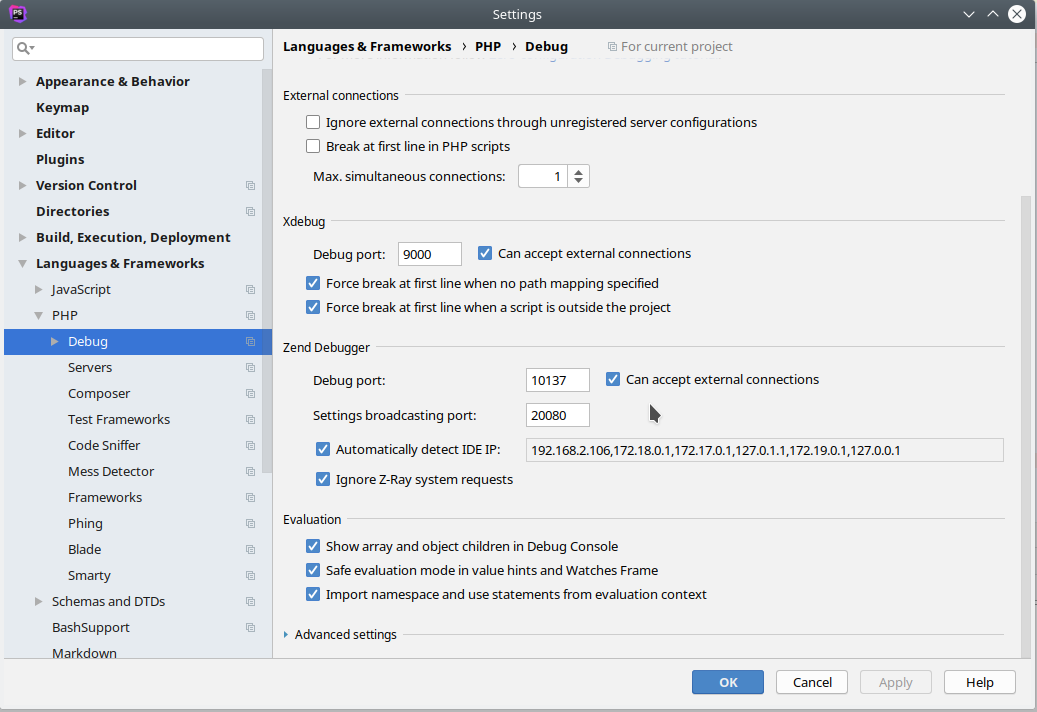 PS
Settings
Languages & Frameworks › PHP › Debug For current project
Appearance & Behavior
Keymap
Editor
Plugins
Version Control
Directories
Build, Execution, Deployment
Languages & Frameworks
JavaScript
PHP
Debug
Servers
Composer
Test Frameworks
Code Sniffer
Mess Detector
Frameworks
Phing
Blade
Smarty
Schemas and DTDs
BashSupport
Markdown
External connections
Ignore external connections through unregistered server configurations
Break at first line in PHP scripts
Max. simultaneous connections: 1
Xdebug
Debug port: 9000 Can accept external connections
Force break at first line when no path mapping specified
Force break at first line when a script is outside the project
Zend Debugger
Debug port: 10137 Can accept external connections
Settings broadcasting port: 20080
Automatically detect IDE IP: 192.168.2.106,172.18.0.1,172.17.0.1,127.0.1.1,172.19.0.1,127.0.0.1
Ignore Z-Ray system requests
Evaluation
Show array and object children in Debug Console
Safe evaluation mode in value hints and Watches Frame
Import namespace and use statements from evaluation context
Advanced settings
OK Cancel Apply Help